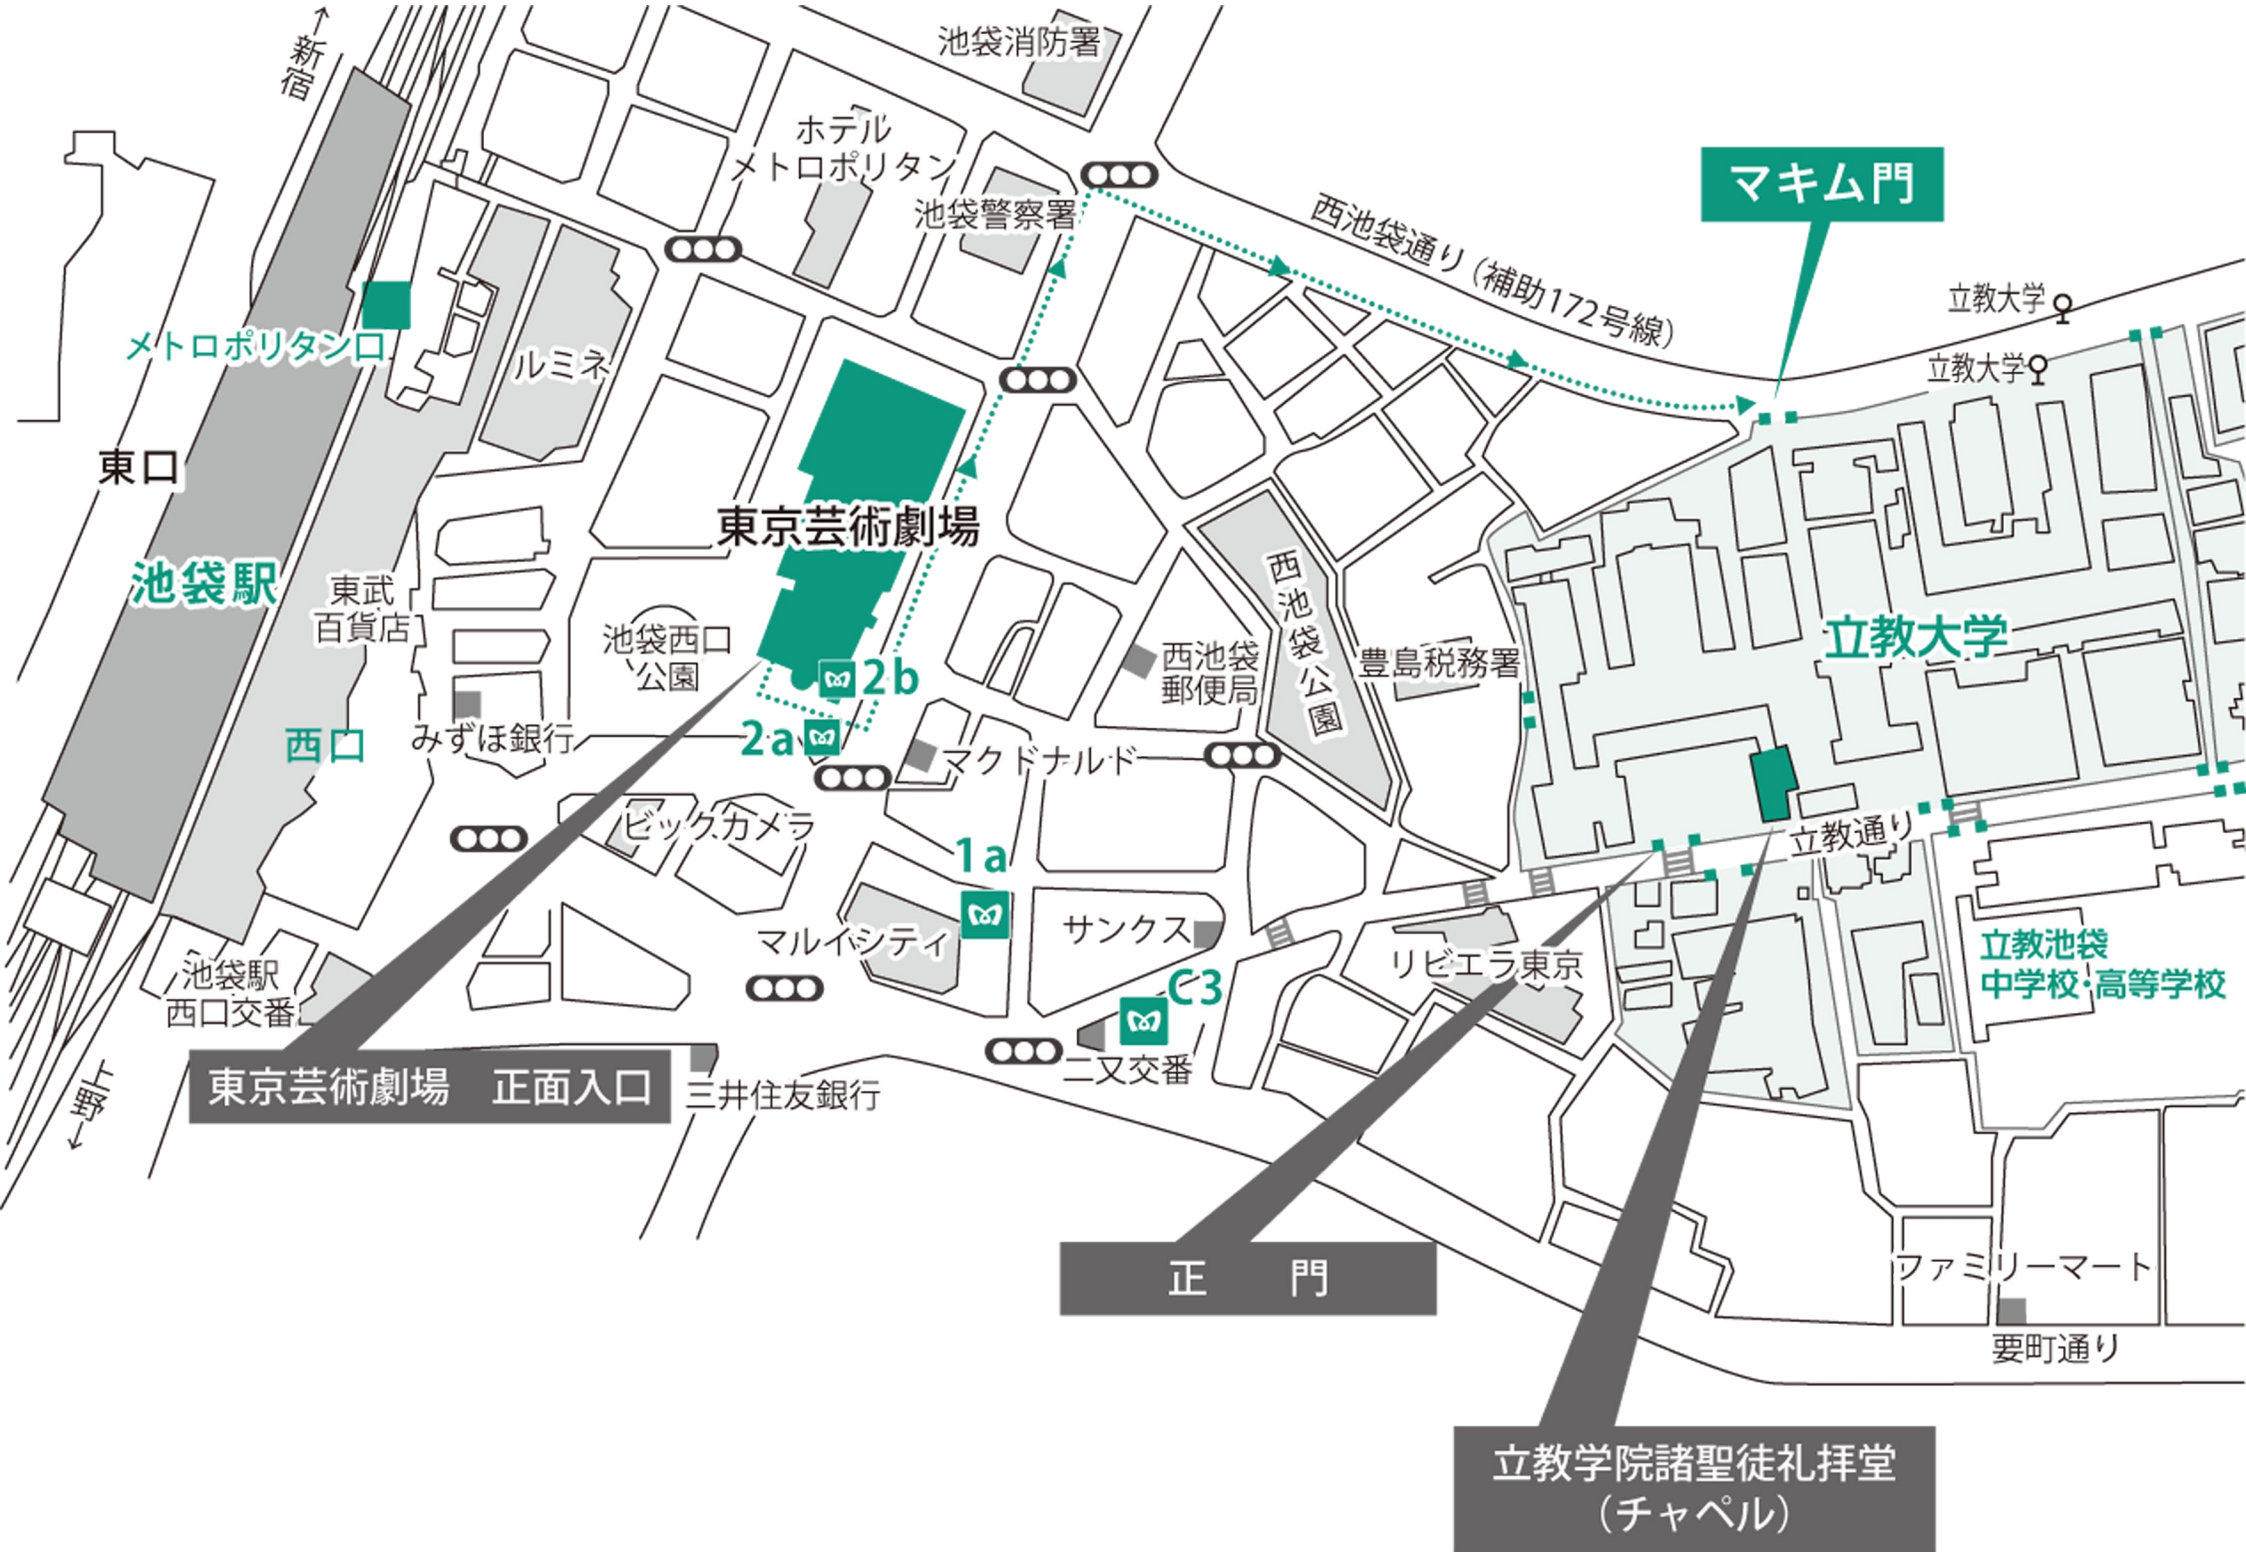 ←新宿
池袋消防署
ホテル
メトロポリタン
池袋警察署
マキム門
西池袋通り（補助172号線）
立教大学
立教大学
メトロポリタン口
ルミネ
東口
東京芸術劇場
池袋駅
東武
百貨店
池袋西口
公園
西池袋
郵便局
西池袋公園
豊島税務署
立教大学
2b
2a
西口
みずほ銀行
マクドナルド
ビックカメラ
1a
立教通り
マルイシティ
サンクス
リビエラ東京
立教池袋
中学校・高等学校
池袋駅
西口交番
C3
二又交番
上野→
東京芸術劇場　正面入口
三井住友銀行
正　　門
ファミリーマート
要町通り
立教学院諸聖徒礼拝堂
（チャペル）